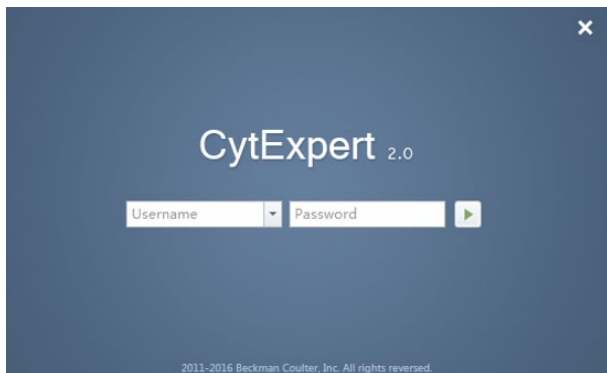 CytExpert 2.0
Username Password
2011-2016 Beckman Coulter, Inc. All rights reversed.